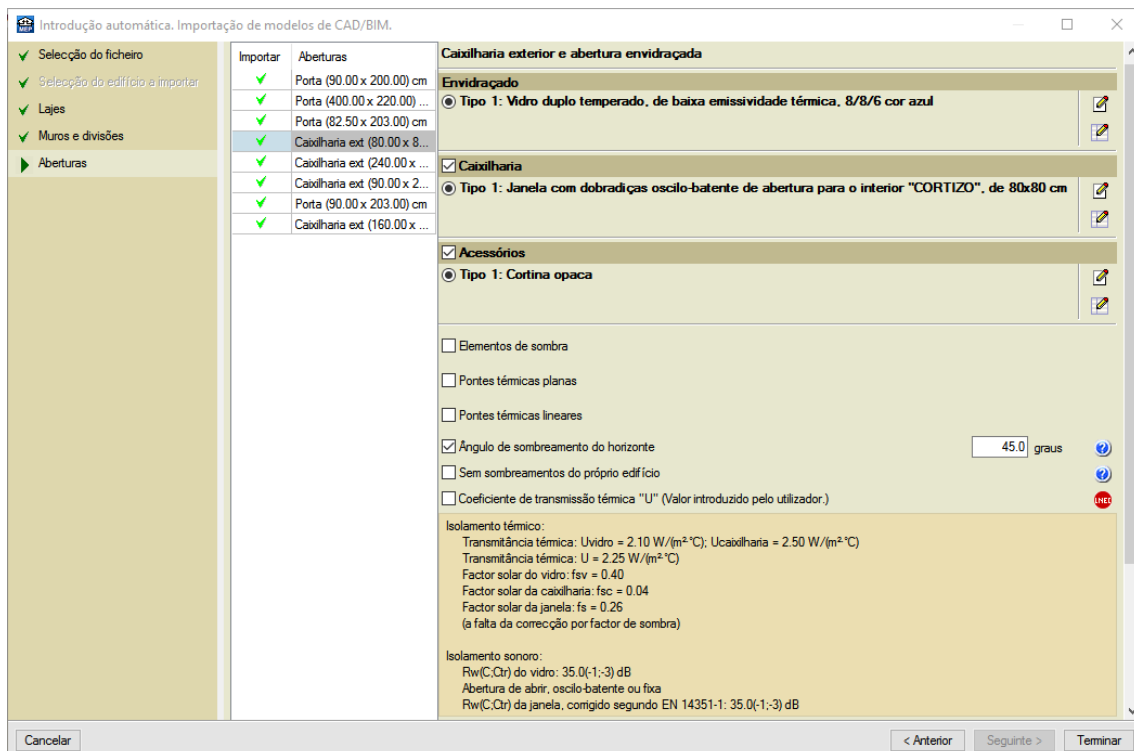 MEP
Introdução automática. Importação de modelos de CAD/BIM.
Selecção do ficheiro
Selecção do edifício a importar
Lajes
Muros e divisões
Aberturas
Importar Aberturas
Porta (90.00 x 200.00) cm
Porta (400.00 x 220.00) ...
Porta (82.50 x 203.00) cm
Caixilharia ext (80.00 x 8...
Caixilharia ext (240.00 x ...
Caixilharia ext (90.00 x 2...
Porta (90.00 x 203.00) cm
Caixilharia ext (160.00 x ...
Caixilharia exterior e abertura envidraçada
Envidraçado
Tipo 1: Vidro duplo temperado, de baixa emissividade térmica, 8/8/6 cor azul
Caixilharia
Tipo 1: Janela com dobradiças oscilo-batente de abertura para o interior "CORTIZO", de 80x80 cm
Acessórios
Tipo 1: Cortina opaca
Elementos de sombra
Pontes térmicas planas
Pontes térmicas lineares
Ângulo de sombreamento do horizonte 45.0 graus ?
Sem sombreamentos do próprio edifício ?
Coeficiente de transmissão térmica "U" (Valor introduzido pelo utilizador.) LNEC
Isolamento térmico:
Transmitância térmica: Uvidro = 2.10 W/(m²·°C); Ucaixilharia = 2.50 W/(m²·°C)
Transmitância térmica: U = 2.25 W/(m²·°C)
Factor solar do vidro: fsv = 0.40
Factor solar da caixilharia: fsc = 0.04
Factor solar da janela: fs = 0.26
(a falta da correcção por factor de sombra)
Isolamento sonoro:
Rw(C;Ctr) do vidro: 35.0(-1;-3) dB
Abertura de abrir, oscilo-batente ou fixa
Rw(C;Ctr) da janela, corrigido segundo EN 14351-1: 35.0(-1;-3) dB
Cancelar < Anterior Seguinte > Terminar